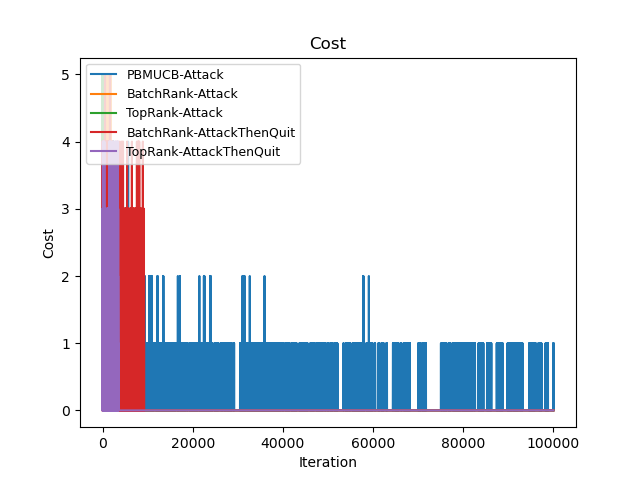 Cost
5
4
3
2
1
0
Cost
PBMUCB-Attack
BatchRank-Attack
TopRank-Attack
BatchRank-AttackThenQuit
TopRank-AttackThenQuit
0 20000 40000 60000 80000 100000
Iteration